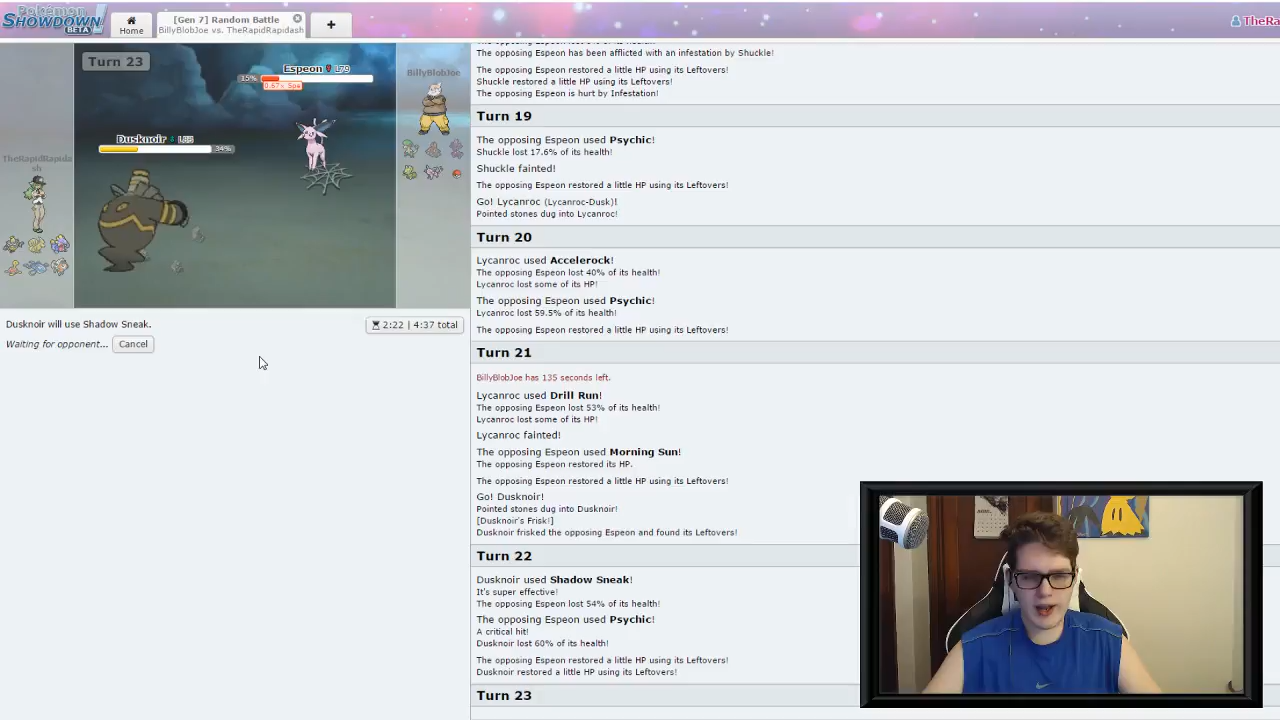 Pokémon
SHOWDOWN
BETA
Home
[Gen 7] Random Battle
BillyBlobJoe vs. TheRapidRapidash
+
TheRa
Turn 23
Espeon
15%
0.67x SpA
BillyBlobJoe
Dusknoir
34%
TheRapidRapida
sh
Dusknoir will use Shadow Sneak.
2:22 | 4:37 total
Waiting for opponent...
Cancel
The opposing Espeon has been afflicted with an infestation by Shuckle!
The opposing Espeon restored a little HP using its Leftovers!
Shuckle restored a little HP using its Leftovers!
The opposing Espeon is hurt by Infestation!
Turn 19
The opposing Espeon used Psychic!
Shuckle lost 17.6% of its health!
Shuckle fainted!
The opposing Espeon restored a little HP using its Leftovers!
Go! Lycanroc (Lycanroc-Dusk)!
Pointed stones dug into Lycanroc!
Turn 20
Lycanroc used Accelerock!
The opposing Espeon lost 40% of its health!
Lycanroc lost some of its HP!
The opposing Espeon used Psychic!
Lycanroc lost 59.5% of its health!
The opposing Espeon restored a little HP using its Leftovers!
Turn 21
BillyBlobJoe has 135 seconds left.
Lycanroc used Drill Run!
The opposing Espeon lost 53% of its health!
Lycanroc lost some of its HP!
Lycanroc fainted!
The opposing Espeon used Morning Sun!
The opposing Espeon restored its HP.
The opposing Espeon restored a little HP using its Leftovers!
Go! Dusknoir!
Pointed stones dug into Dusknoir!
[Dusknoir's Frisk!]
Dusknoir frisked the opposing Espeon and found its Leftovers!
Turn 22
Dusknoir used Shadow Sneak!
It's super effective!
The opposing Espeon lost 54% of its health!
The opposing Espeon used Psychic!
A critical hit!
Dusknoir lost 60% of its health!
The opposing Espeon restored a little HP using its Leftovers!
Dusknoir restored a little HP using its Leftovers!
Turn 23